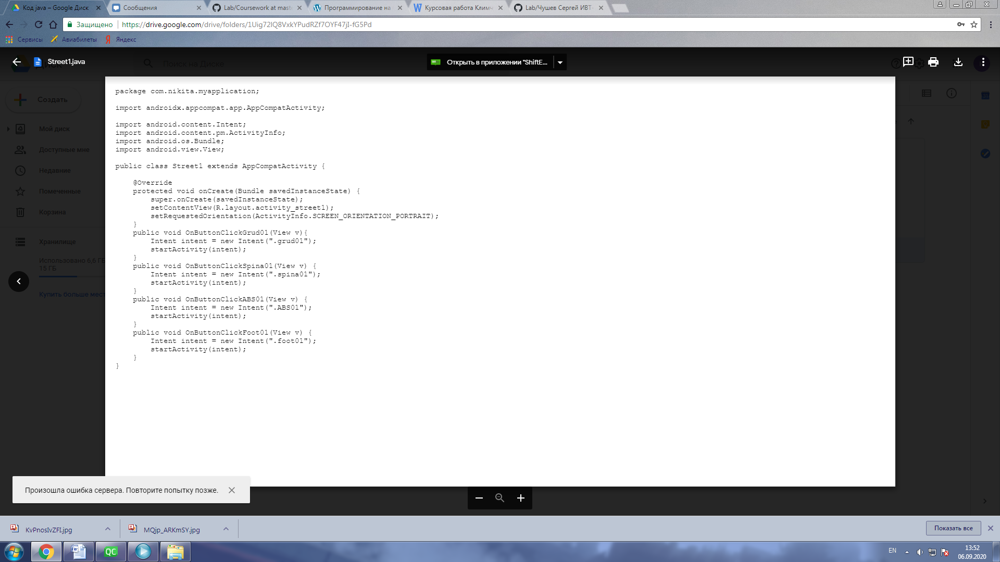 Код java – Google Диск
Сообщения
Lab/Coursework at mast
Программирование на
Курсовая работа Климч
Lab/Чушев Сергей ИВТ-
Защищено
https://drive.google.com/drive/folders/1Uig72lQ8VxkYPudRZf7OYF47jI-fG5Pd
Сервисы
Авиабилеты
Яндекс
Street1.java
Поиск на Диске
Открыть в приложении "ShiftE...
package com.nikita.myapplication;
import androidx.appcompat.app.AppCompatActivity;
import android.content.Intent;
import android.content.pm.ActivityInfo;
import android.os.Bundle;
import android.view.View;
public class Street1 extends AppCompatActivity {
@Override
protected void onCreate(Bundle savedInstanceState) {
super.onCreate(savedInstanceState);
setContentView(R.layout.activity_street1);
setRequestedOrientation(ActivityInfo.SCREEN_ORIENTATION_PORTRAIT);
}
public void OnButtonClickGrud01(View v){
Intent intent = new Intent(".grud01");
startActivity(intent);
}
public void OnButtonClickSpina01(View v) {
Intent intent = new Intent(".spina01");
startActivity(intent);
}
public void OnButtonClickABS01(View v) {
Intent intent = new Intent(".ABS01");
startActivity(intent);
}
public void OnButtonClickFoot01(View v) {
Intent intent = new Intent(".foot01");
startActivity(intent);
}
}
Создать
Мой диск
Доступные мне
Недавние
Помеченные
Корзина
Хранилище
Использовано 6,6 ГБ
15 ГБ
Купить больше мест
Произошла ошибка сервера. Повторите попытку позже.
KvPnosIvZFI.jpg
MQjp_ARKmSY.jpg
Показать все
QC
EN
13:52
06.09.2020